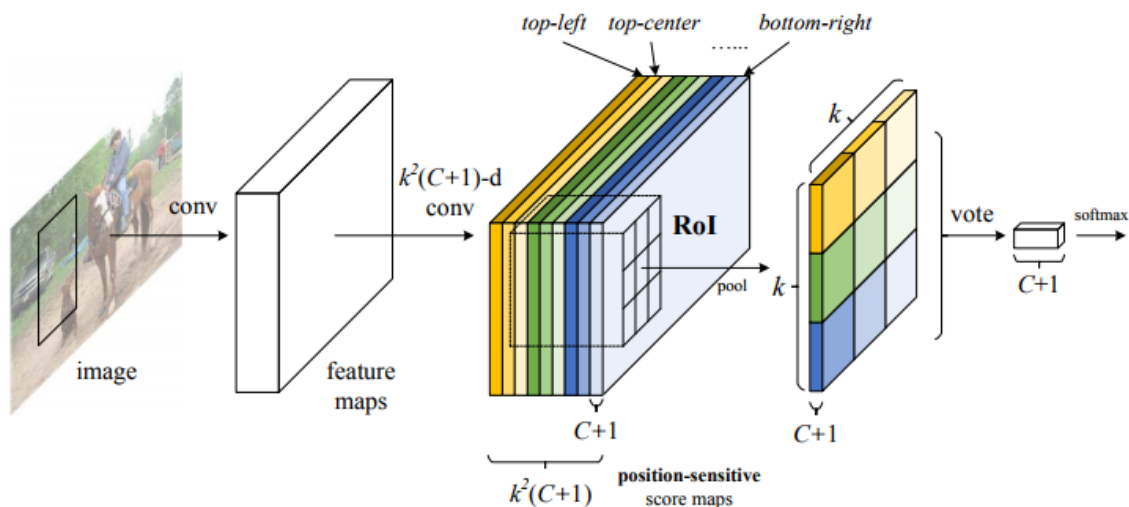 top-left
top-center
......
bottom-right
image
conv
feature
maps
k²(C+1)-d
conv
RoI
pool
C+1
k²(C+1)
position-sensitive
score maps
k
k
C+1
vote
C+1
softmax